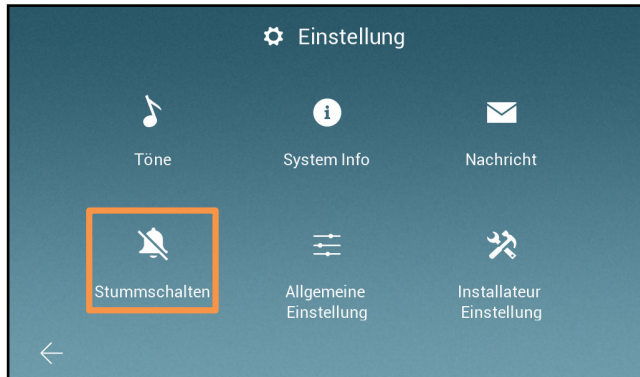 Einstellung
Töne
System Info
Nachricht
Stummschalten
Allgemeine
Einstellung
Installateur
Einstellung